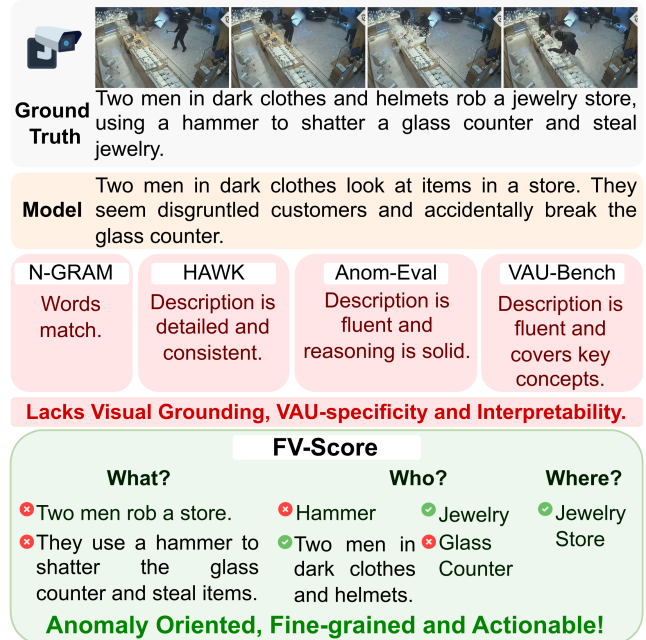 Ground Truth
Two men in dark clothes and helmets rob a jewelry store,
using a hammer to shatter a glass counter and steal
jewelry.
Model
Two men in dark clothes look at items in a store. They
seem disgruntled customers and accidentally break the
glass counter.
N-GRAM
Words
match.
HAWK
Description is
detailed and
consistent.
Anom-Eval
Description is
fluent and
reasoning is solid.
VAU-Bench
Description is
fluent and
covers key
concepts.
Lacks Visual Grounding, VAU-specificity and Interpretability.
FV-Score
What?
Two men rob a store.
They use a hammer to
shatter the glass
counter and steal items.
Who?
Hammer
Two men in
dark clothes
and helmets.
Jewelry
Glass
Counter
Where?
Jewelry
Store
Anomaly Oriented, Fine-grained and Actionable!